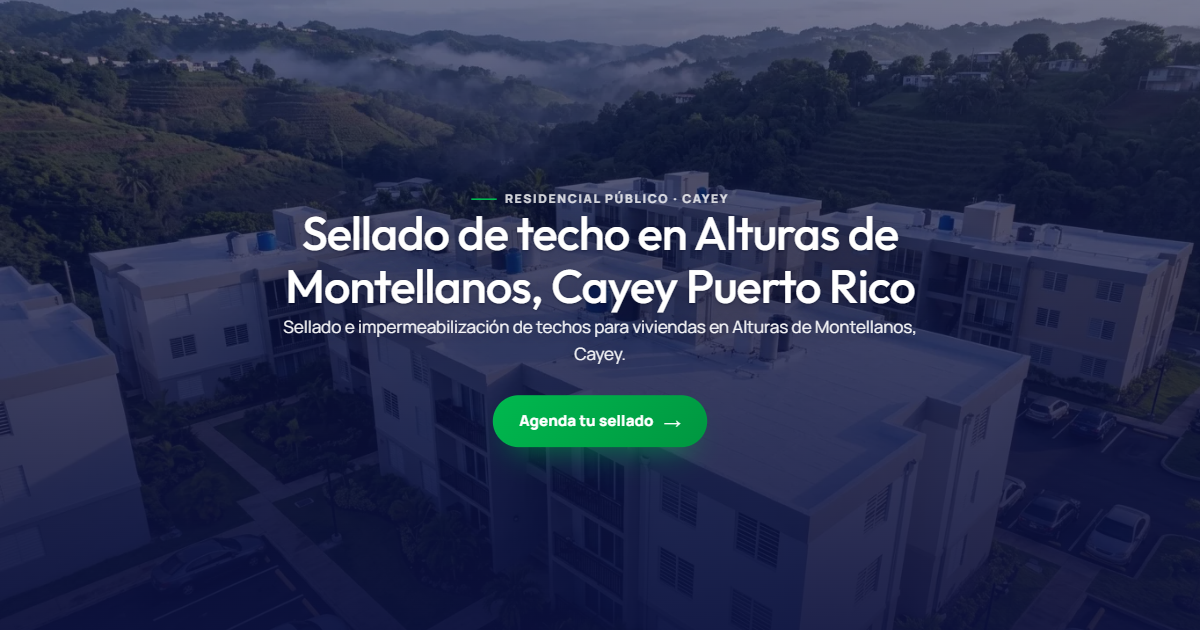 RESIDENCIAL PÚBLICO · CAYEY
Sellado de techo en Alturas de
Montellanos, Cayey Puerto Rico
Sellado e impermeabilización de techos para viviendas en Alturas de Montellanos,
Cayey.
Agenda tu sellado →